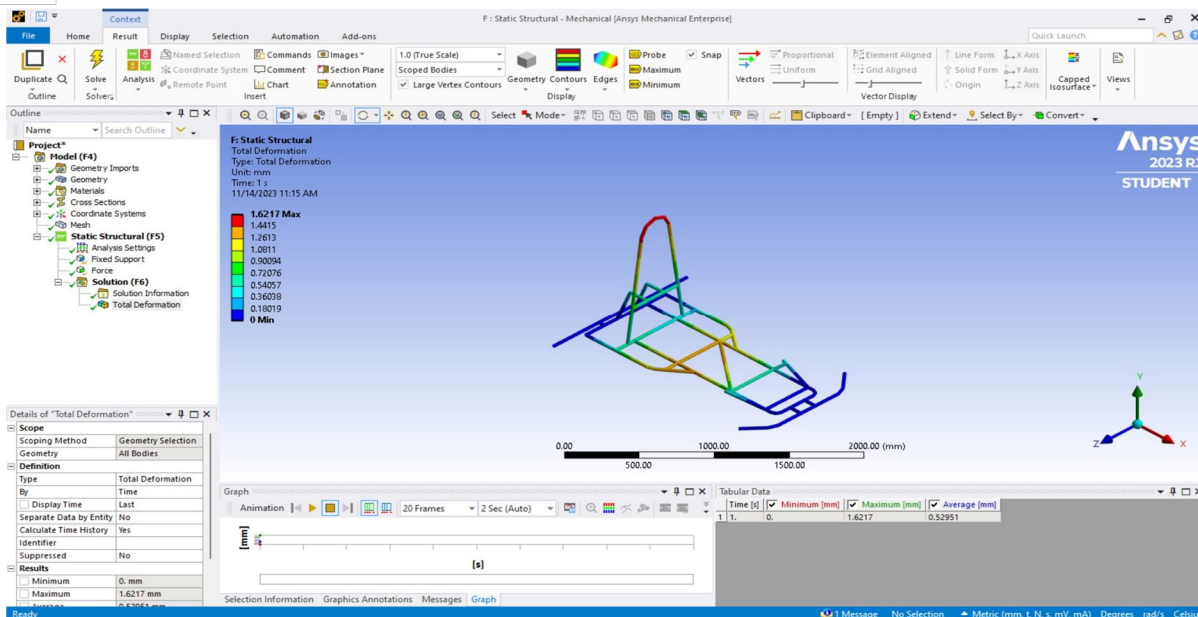 Context
F : Static Structural - Mechanical [Ansys Mechanical Enterprise]
File Home Result Display Selection Automation Add-ons
Quick Launch
Duplicate
Outline
Solve
Solver
Analysis
Named Selection Commands Images
Coordinate System Comment Section Plane
Remote Point Chart Annotation
Insert
1.0 (True Scale)
Scoped Bodies
Large Vertex Contours
Geometry Contours Edges
Display
Probe Snap
Maximum
Minimum
Vectors
Proportional Element Aligned Line Form X Axis
Uniform Grid Aligned Solid Form Y Axis
Origin Z Axis
Vector Display
Capped Isosurface
Views
Outline
Name Search Outline
Select Mode Clipboard [Empty] Extend Select By Convert
Project*
Model (F4)
Geometry Imports
Geometry
Materials
Cross Sections
Coordinate Systems
Mesh
Static Structural (F5)
Analysis Settings
Fixed Support
Force
Solution (F6)
Solution Information
Total Deformation
F: Static Structural
Total Deformation
Type: Total Deformation
Unit: mm
Time: 1 s
11/14/2023 11:15 AM
1.6217 Max
1.4415
1.2613
1.0811
0.90094
0.72076
0.54057
0.36038
0.18019
0 Min
Ansys
2023 R
STUDENT
Y
Z
X
0.00 1000.00 2000.00 (mm)
500.00 1500.00
Details of "Total Deformation"
Scope
Scoping Method Geometry Selection
Geometry All Bodies
Definition
Type Total Deformation
By Time
Display Time Last
Separate Data by Entity No
Calculate Time History Yes
Identifier
Suppressed No
Results
Minimum 0. mm
Maximum 1.6217 mm
Average 0.52951 mm
Graph
Animation 20 Frames 2 Sec (Auto)
[mm]
[s]
Selection Information Graphics Annotations Messages Graph
Tabular Data
Time [s] Minimum [mm] Maximum [mm] Average [mm]
1 1. 0. 1.6217 0.52951
Ready
1 Message No Selection Metric (mm, t, N, s, mV, mA) Degrees rad/s Celsiu